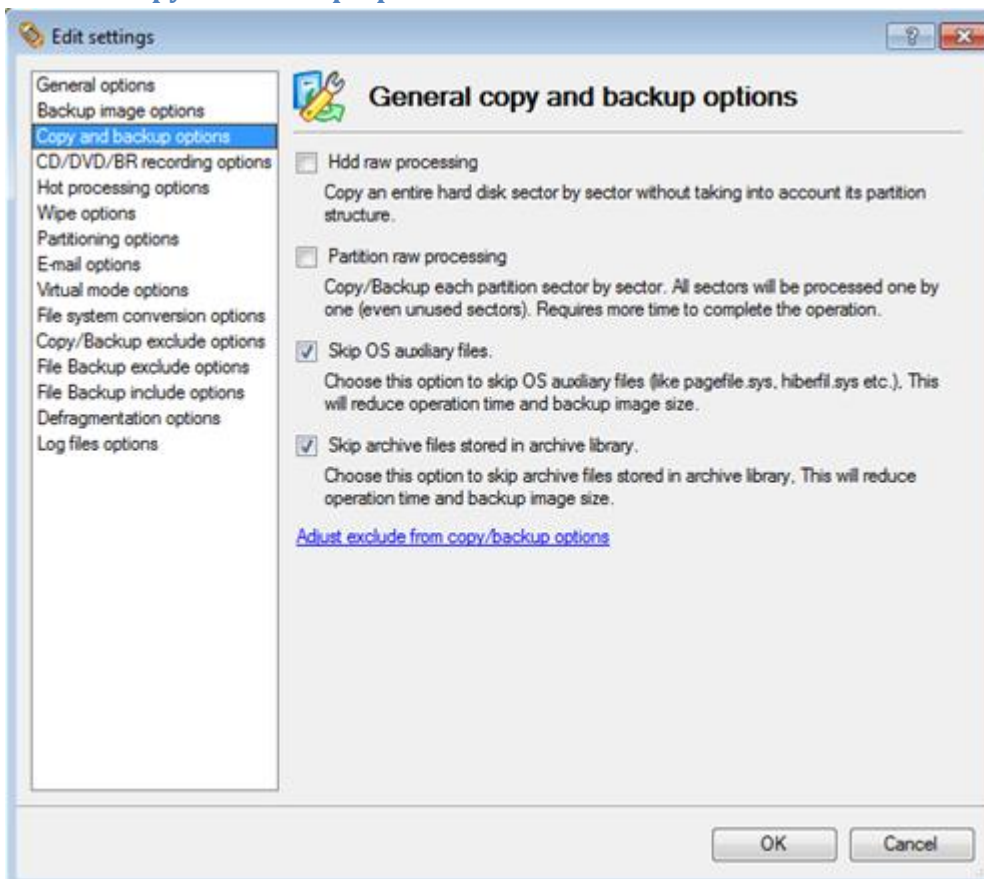 Edit settings
General options
Backup image options
Copy and backup options
CD/DVD/BR recording options
Hot processing options
Wipe options
Partitioning options
E-mail options
Virtual mode options
File system conversion options
Copy/Backup exclude options
File Backup exclude options
File Backup include options
Defragmentation options
Log files options
General copy and backup options
Hdd raw processing
Copy an entire hard disk sector by sector without taking into account its partition
structure.
Partition raw processing
Copy/Backup each partition sector by sector. All sectors will be processed one by
one (even unused sectors). Requires more time to complete the operation.
Skip OS auxiliary files.
Choose this option to skip OS auxiliary files (like pagefile.sys, hiberfil.sys etc.). This
will reduce operation time and backup image size.
Skip archive files stored in archive library.
Choose this option to skip archive files stored in archive library, This will reduce
operation time and backup image size.
Adjust exclude from copy/backup options
OK
Cancel